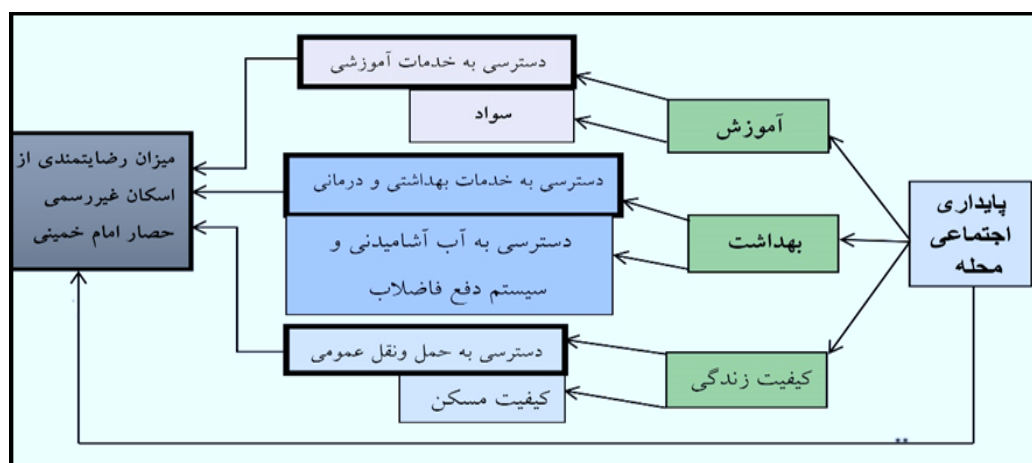 پایداری
اجتماعی
محله
آموزش
بهداشت
کیفیت زندگی
دسترسی به خدمات آموزشی
سواد
دسترسی به خدمات بهداشتی و درمانی
دسترسی به آب آشامیدنی و
سیستم دفع فاضلاب
دسترسی به حمل ونقل عمومی
کیفیت مسکن
میزان رضایتمندی از
اسکان غیررسمی
حصار امام خمینی